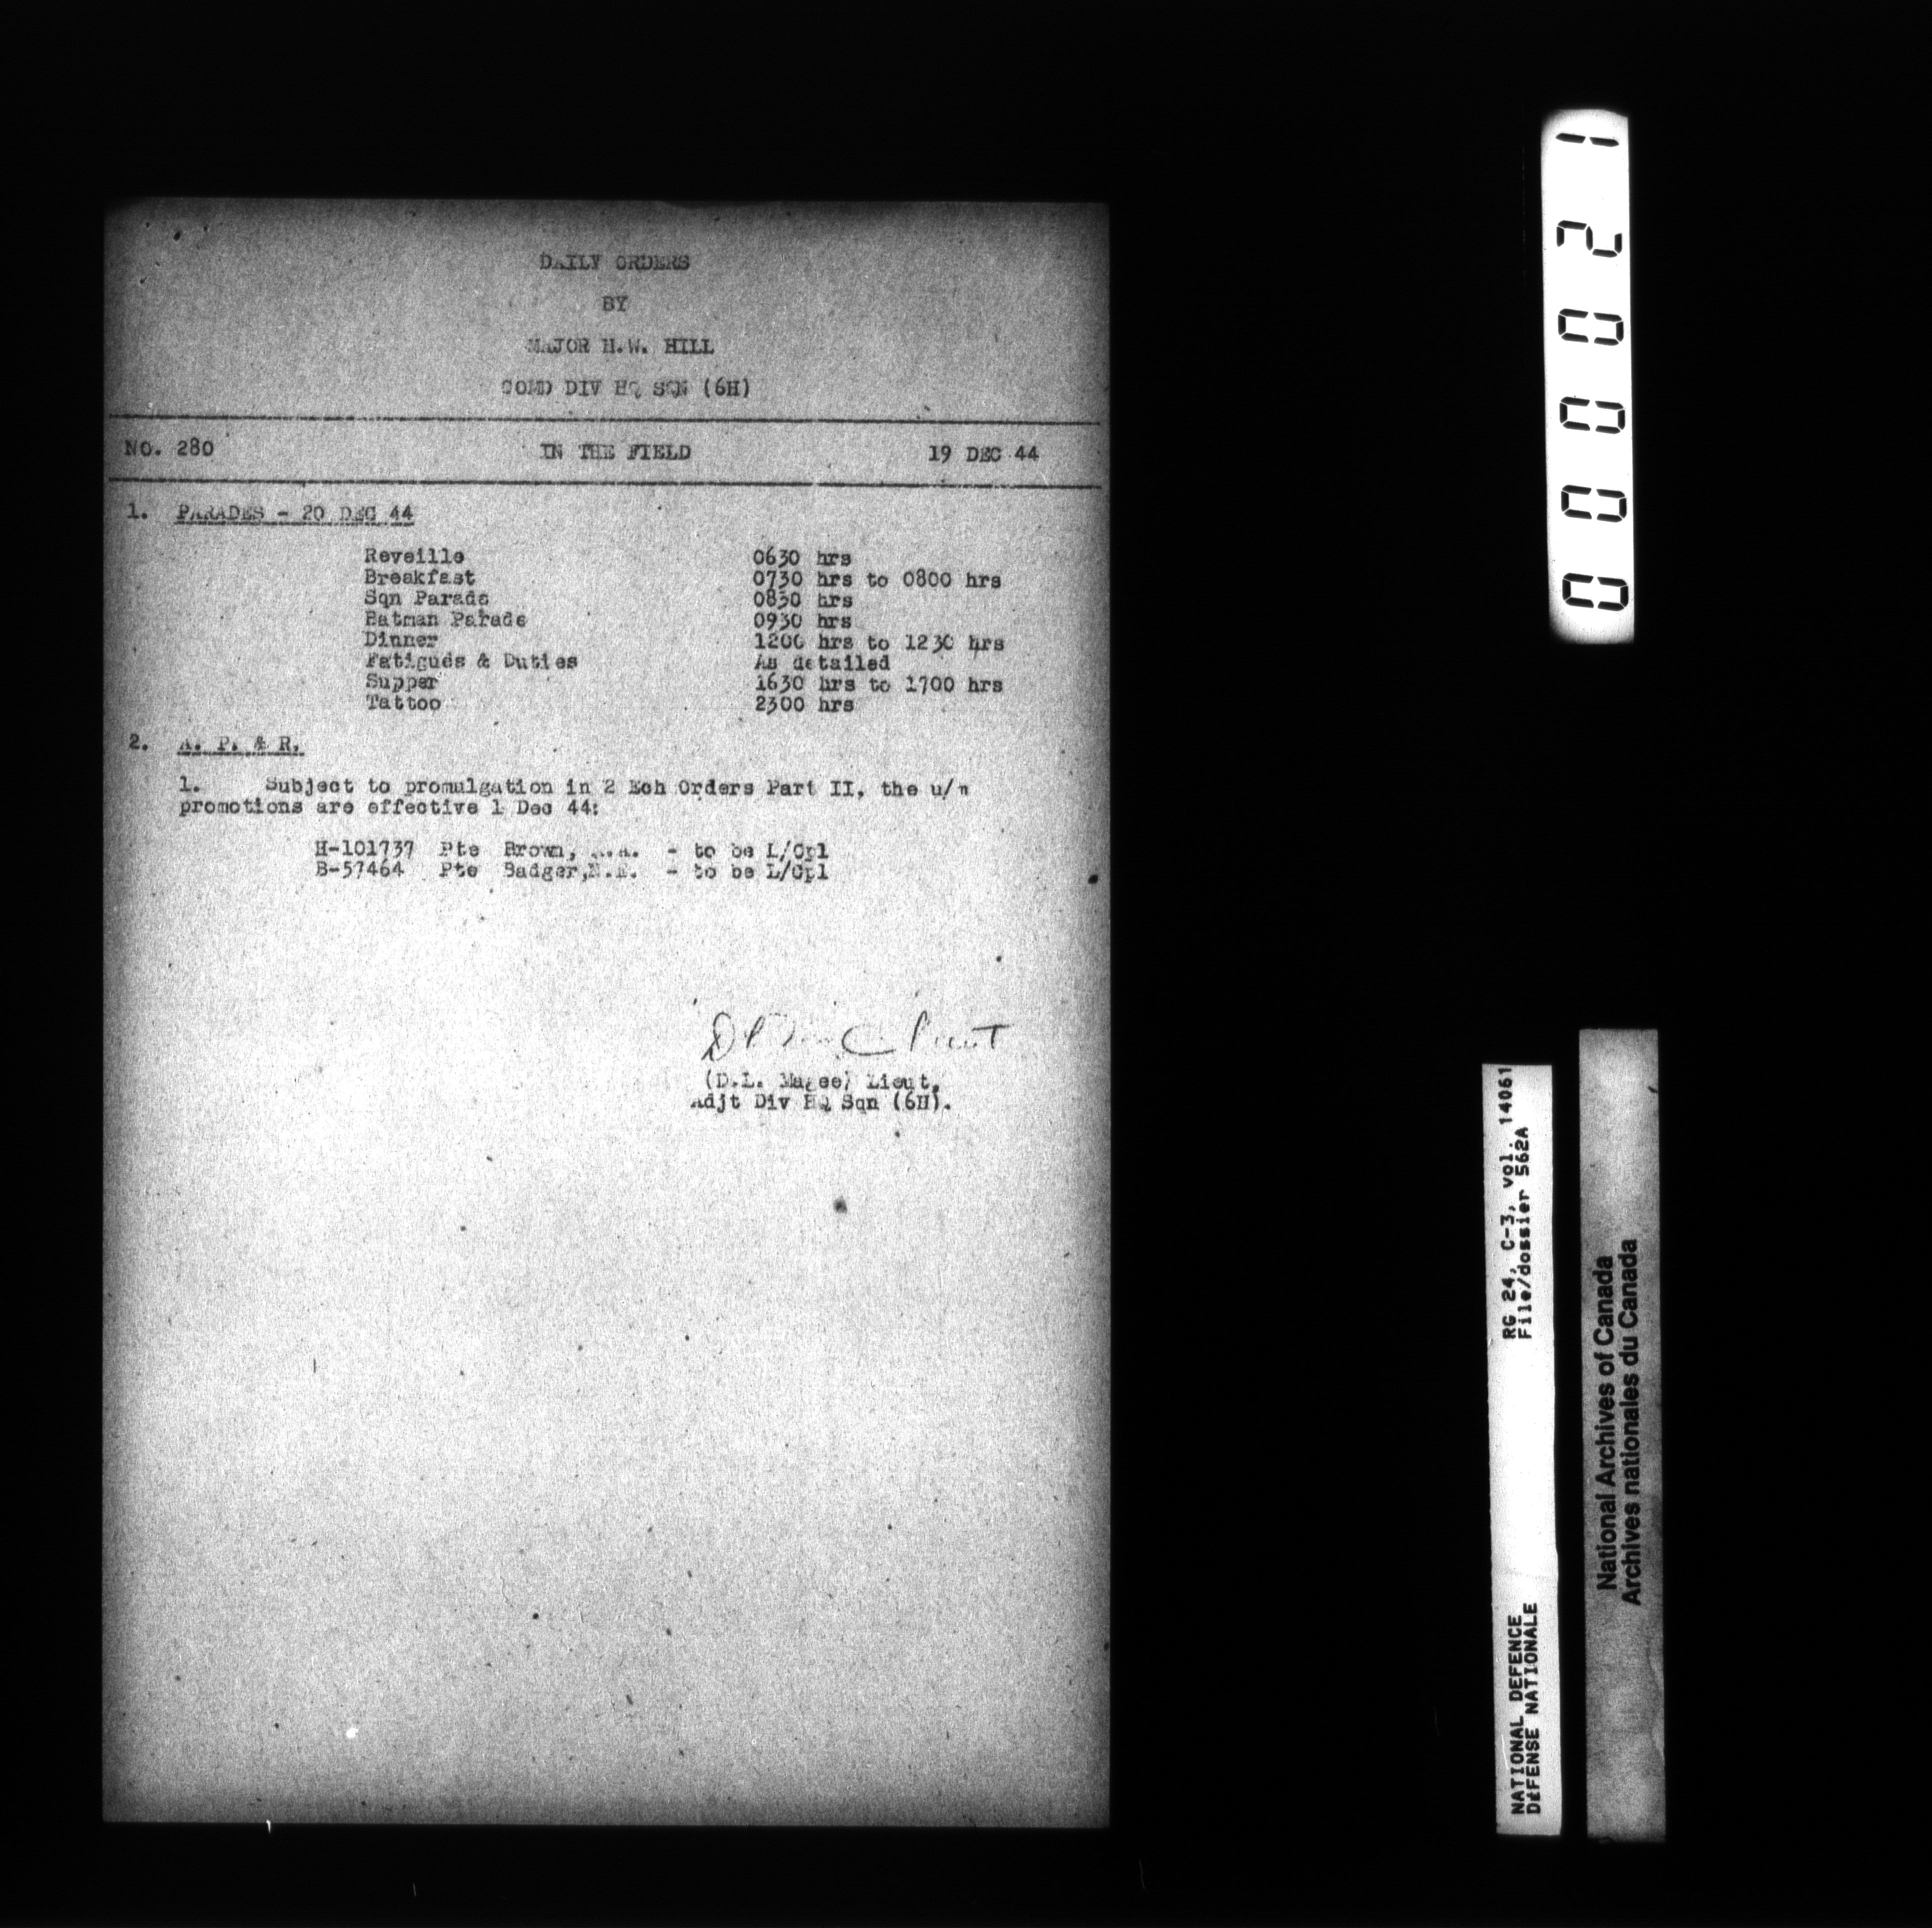 DAILY ORDERS
BY
MAJOR H.W. HILL
COMD DIV HQ SQN (6H)
NO. 280 IN THE FIELD 19 DEC 44
1. PARADES - 20 DEC 44
Reveille 0630 hrs
Breakfast 0730 hrs to 0800 hrs
Sqn Parade 0830 hrs
Batman Parade 0930 hrs
Dinner 1200 hrs to 1230 hrs
Fatigues & Duties As detailed
Supper 1630 hrs to 1700 hrs
Tattoo 2300 hrs
2. A. P. & R.
1. Subject to promulgation in 2 Ech Orders Part II, the u/m
promotions are effective 1 Dec 44:
H-101737 Pte Brown, - to be L/Cpl
B-57464 Pte Badger, - to be L/Cpl
(D.L. Magee) Lieut,
Adjt Div HQ Sqn (6H).
000021
NATIONAL DEFENCE RG 24, C-3, vol. 14061
DÉFENSE NATIONALE File/dossier 562A
National Archives of Canada
Archives nationales du Canada